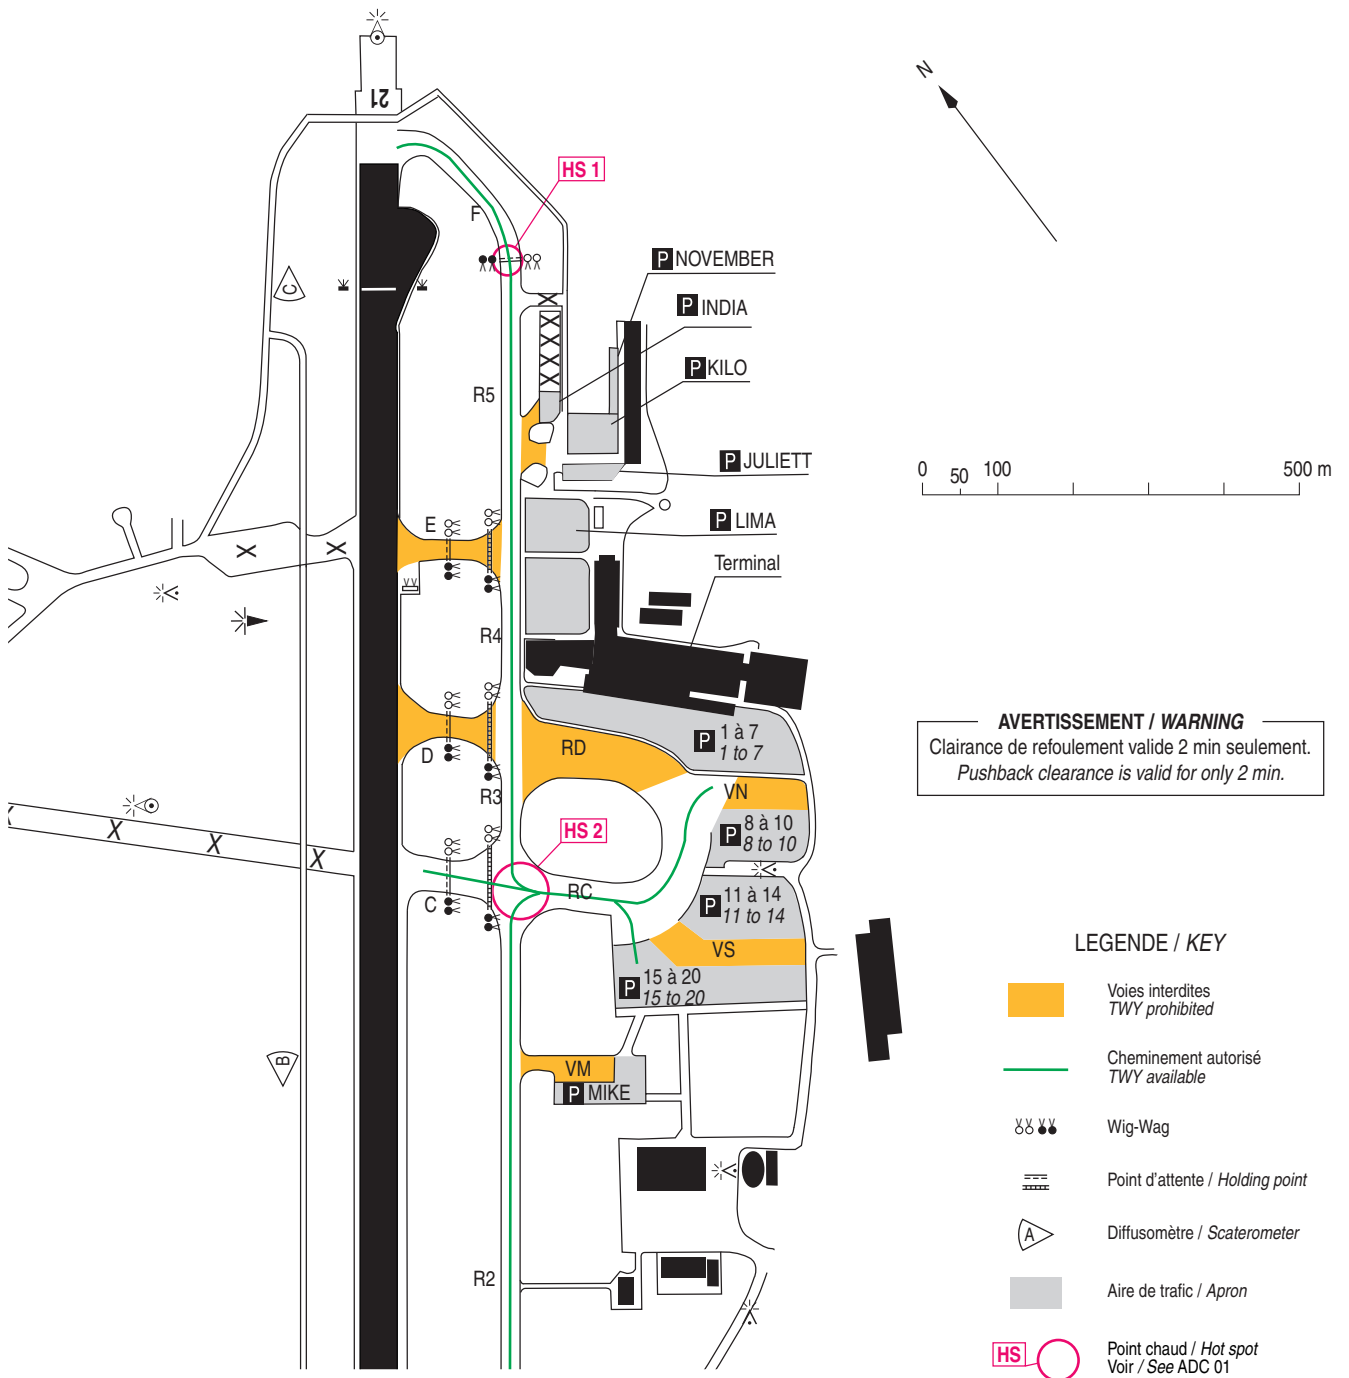 21
N
HS 1
F
P NOVEMBER
P INDIA
C
P KILO
R5
P JULIETT
0 50 100 500 m
P LIMA
E
X X
Terminal
R4
AVERTISSEMENT / WARNING
Clairance de refoulement valide 2 min seulement.
Pushback clearance is valid for only 2 min.
P 1 à 7
1 to 7
RD
D
R3
VN
X X X
HS 2
P 8 à 10
8 to 10
RC
C
P 11 à 14
11 to 14
VS
LEGENDE / KEY
P 15 à 20
15 to 20
Voies interdites
TWY prohibited
B
VM
P MIKE
Cheminement autorisé
TWY available
Wig-Wag
Point d'attente / Holding point
A
Diffusomètre / Scaterometer
R2
Aire de trafic / Apron
HS
Point chaud / Hot spot
Voir / See ADC 01